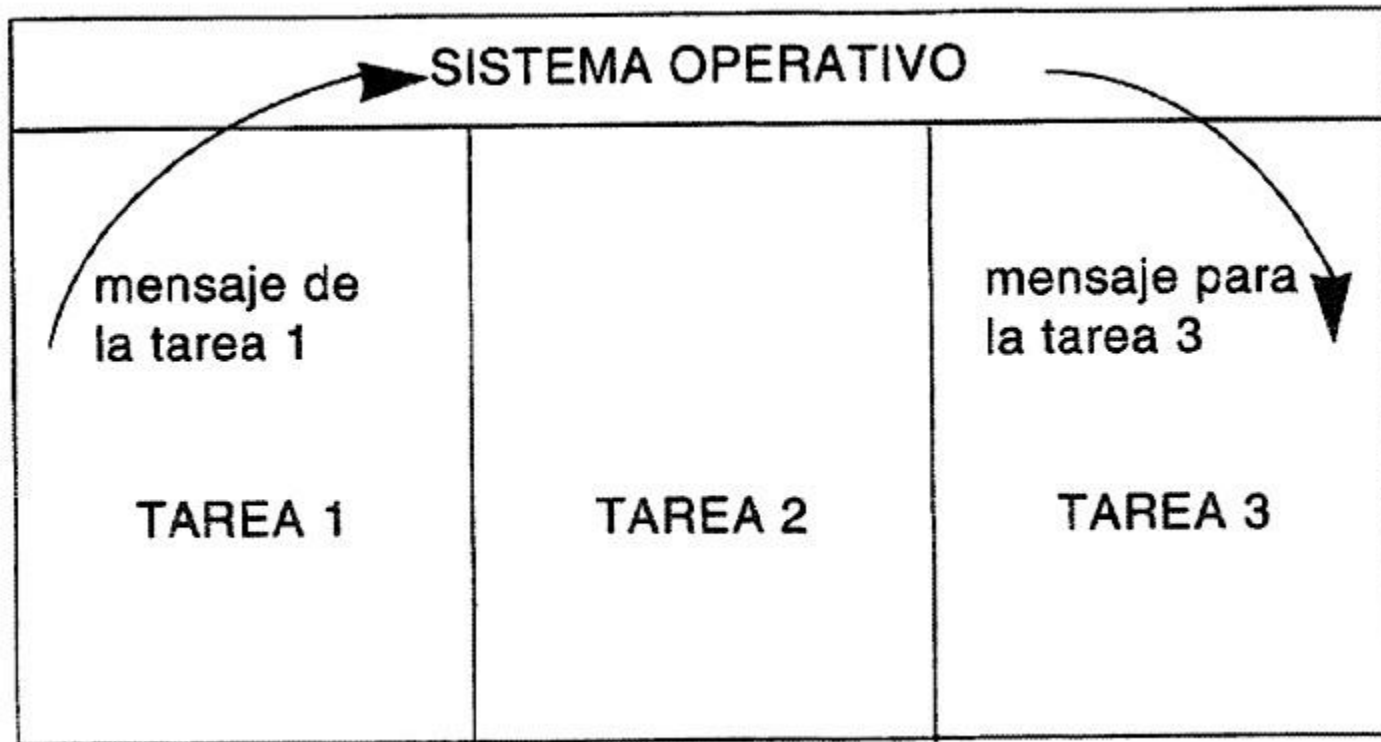 SISTEMA OPERATIVO
mensaje de
la tarea 1
mensaje para
la tarea 3
TAREA 1
TAREA 2
TAREA 3